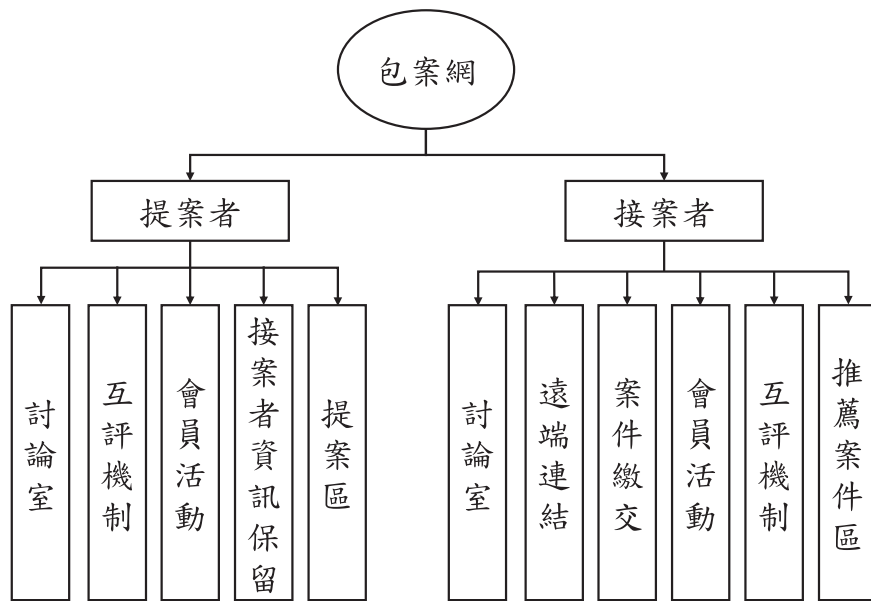 包案網
提案者
接案者
討論室
互評機制
會員活動
接案者資訊保留
提案區
討論室
遠端連結
案件繳交
會員活動
互評機制
推薦案件區